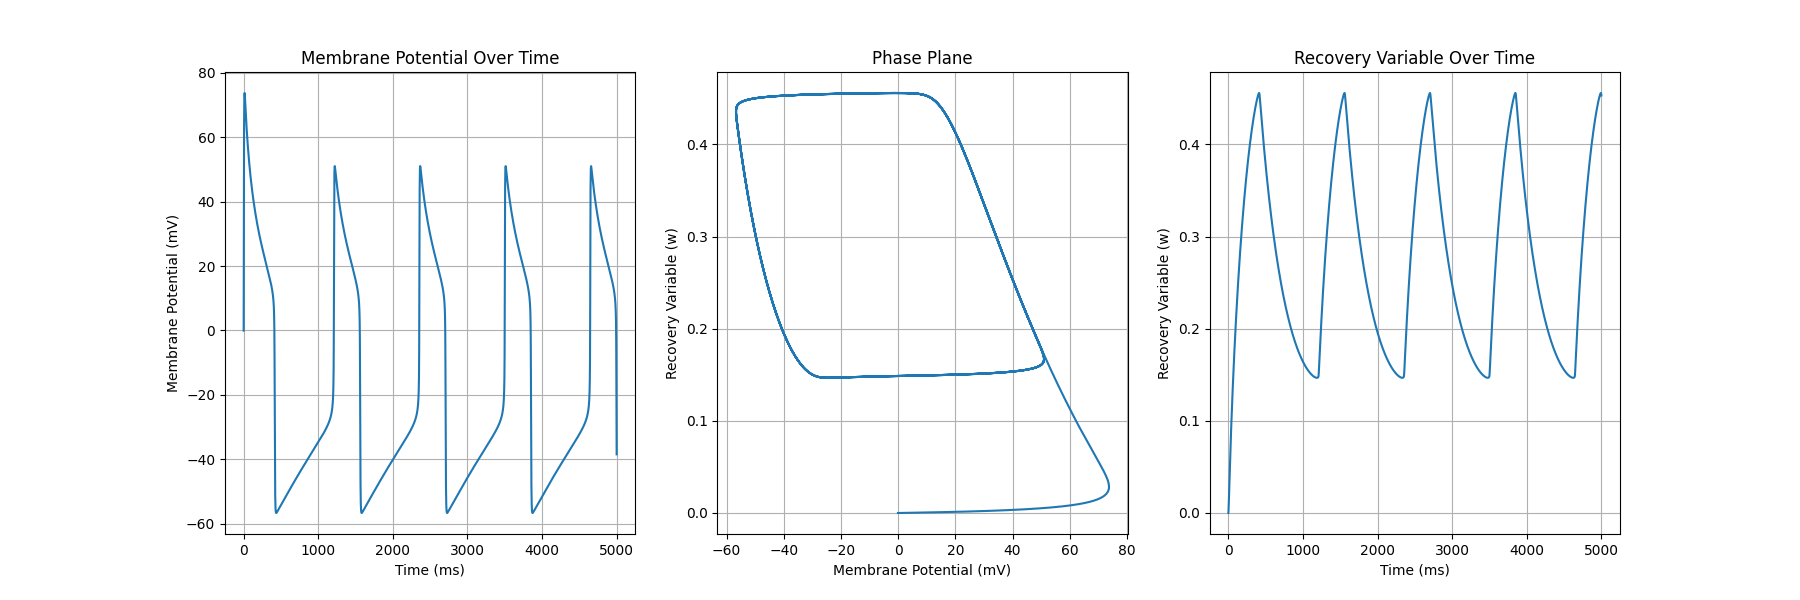 Membrane Potential Over Time
80
60
40
20
0
−20
−40
−60
Membrane Potential (mV)
0 1000 2000 3000 4000 5000
Time (ms)
Phase Plane
0.4
0.3
0.2
0.1
0.0
Recovery Variable (w)
−60 −40 −20 0 20 40 60 80
Membrane Potential (mV)
Recovery Variable Over Time
0.4
0.3
0.2
0.1
0.0
Recovery Variable (w)
0 1000 2000 3000 4000 5000
Time (ms)